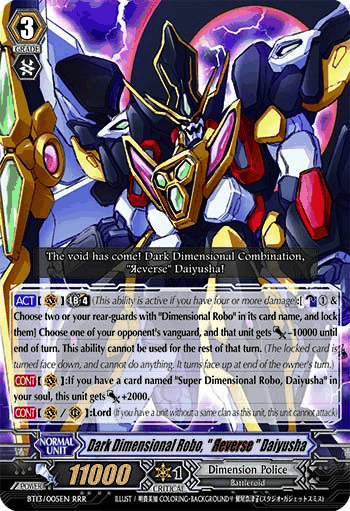 3
GRADE
The void has come! Dark Dimensional Combination,
"Яeverse" Daiyusha!
ACT [ ] LB 4 (This ability is active if you have four or more damage):[ ① &
Choose two of your rear-guards with "Dimensional Robo" in its card name, and lock
them] Choose one of your opponent's vanguard, and that unit gets -10000 until
end of turn. This ability cannot be used for the rest of that turn. (The locked card is
turned face down, and cannot do anything. It turns face up at end of the owner's turn.)
CONT [ ]:If you have a card named "Super Dimensional Robo, Daiyusha" in
your soul, this unit gets +2000.
CONT [ / ]:Lord (If you have a unit without a same clan as this unit, this unit cannot attack)
NORMAL
UNIT
Dark Dimensional Robo, "Яeverse" Daiyusha
POWER
11000
1
CRITICAL
Dimension Police
Battleroid
BT13/005EN RRR